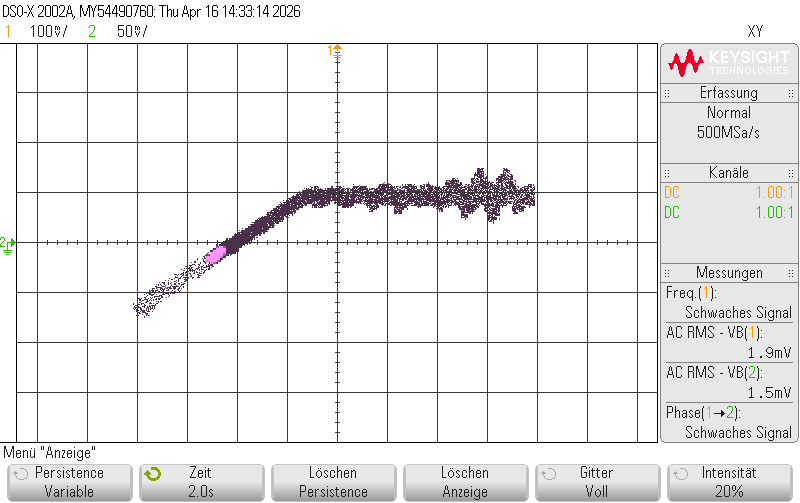 DSO-X 2002A, MY54490760: Thu Apr 16 14:33:14 2026
1 100mV/ 2 50mV/ XY
1
2
KEYSIGHT
TECHNOLOGIES
Erfassung
Normal
500MSa/s
Kanäle
DC 1.00:1
DC 1.00:1
Messungen
Freq.(1):
Schwaches Signal
AC RMS - VB(1):
1.9mV
AC RMS - VB(2):
1.5mV
Phase(1→2):
Schwaches Signal
Menü "Anzeige"
Persistence Zeit Löschen Löschen Gitter Intensität
Variable 2.0s Persistence Anzeige Voll 20%